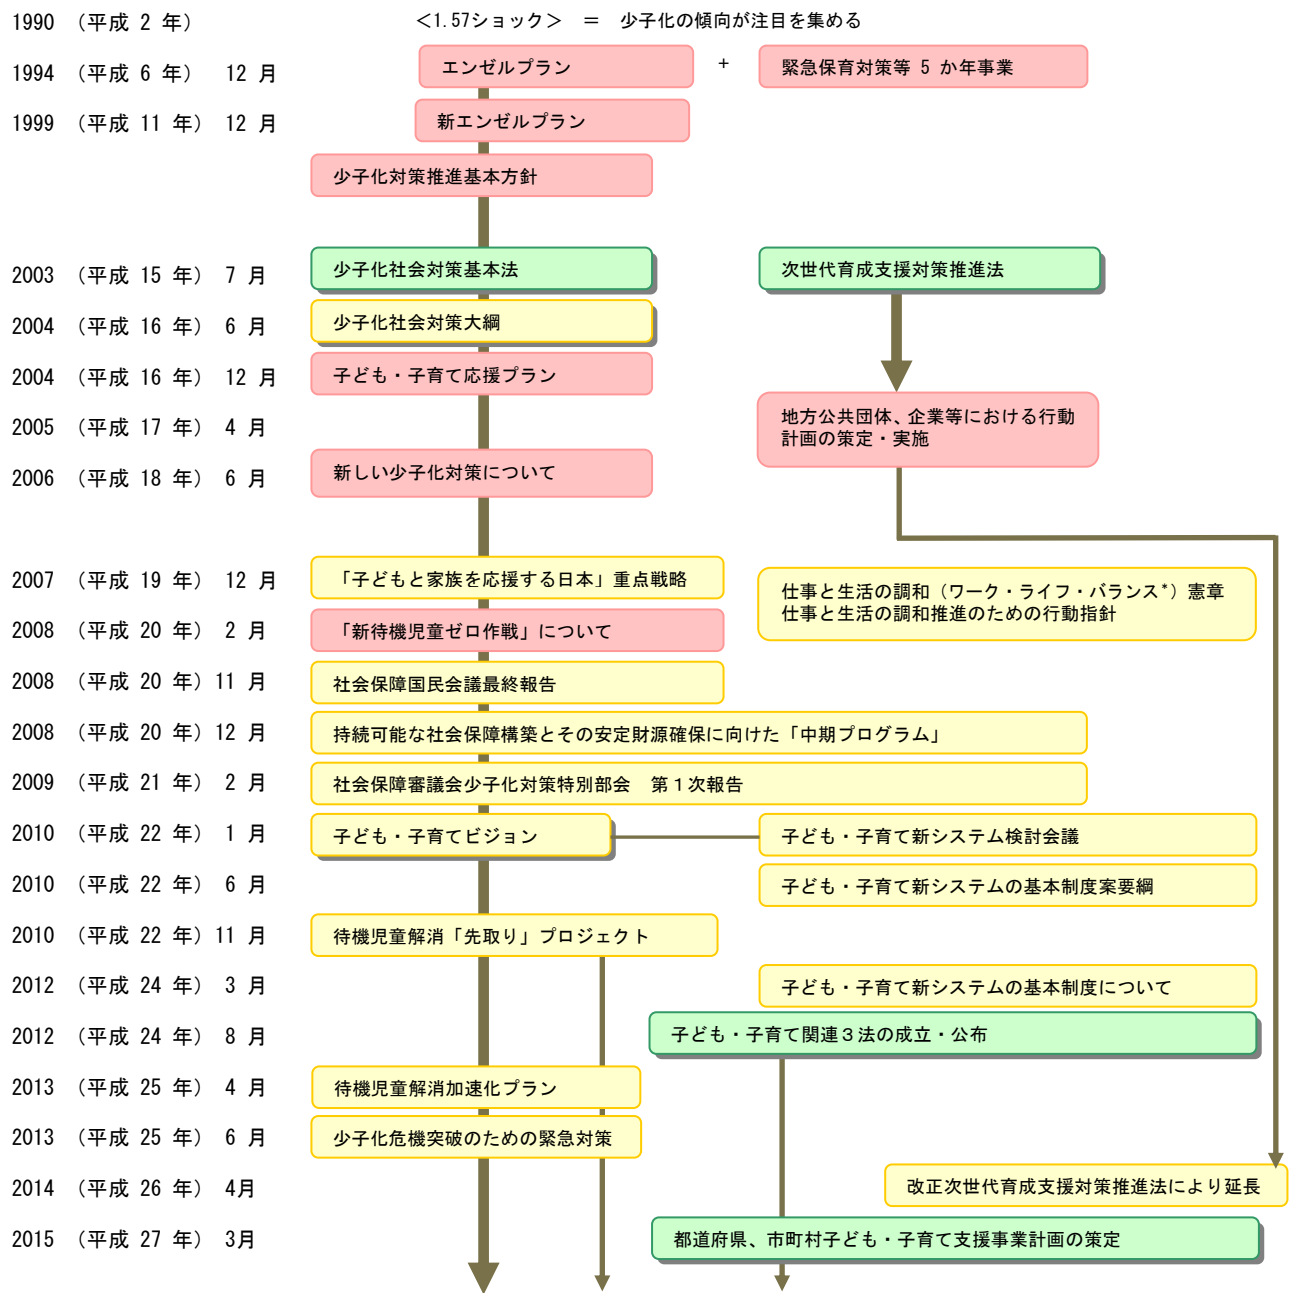 1990 （平成 2 年） ＜1.57ショック＞ ＝ 少子化の傾向が注目を集める
1994 （平成 6 年） 12 月 エンゼルプラン + 緊急保育対策等 5 か年事業
1999 （平成 11 年） 12 月 新エンゼルプラン
少子化対策推進基本方針
2003 （平成 15 年） 7 月 少子化社会対策基本法 次世代育成支援対策推進法
2004 （平成 16 年） 6 月 少子化社会対策大綱
2004 （平成 16 年） 12 月 子ども・子育て応援プラン
2005 （平成 17 年） 4 月 地方公共団体、企業等における行動
計画の策定・実施
2006 （平成 18 年） 6 月 新しい少子化対策について
2007 （平成 19 年） 12 月 「子どもと家族を応援する日本」重点戦略 仕事と生活の調和（ワーク・ライフ・バランス*）憲章
仕事と生活の調和推進のための行動指針
2008 （平成 20 年） 2 月 「新待機児童ゼロ作戦」について
2008 （平成 20 年）11 月 社会保障国民会議最終報告
2008 （平成 20 年）12 月 持続可能な社会保障構築とその安定財源確保に向けた「中期プログラム」
2009 （平成 21 年） 2 月 社会保障審議会少子化対策特別部会 第１次報告
2010 （平成 22 年） 1 月 子ども・子育てビジョン 子ども・子育て新システム検討会議
2010 （平成 22 年） 6 月 子ども・子育て新システムの基本制度案要綱
2010 （平成 22 年）11 月 待機児童解消「先取り」プロジェクト
2012 （平成 24 年） 3 月 子ども・子育て新システムの基本制度について
2012 （平成 24 年） 8 月 子ども・子育て関連３法の成立・公布
2013 （平成 25 年） 4 月 待機児童解消加速化プラン
2013 （平成 25 年） 6 月 少子化危機突破のための緊急対策
2014 （平成 26 年） 4月 改正次世代育成支援対策推進法により延長
2015 （平成 27 年） 3月 都道府県、市町村子ども・子育て支援事業計画の策定